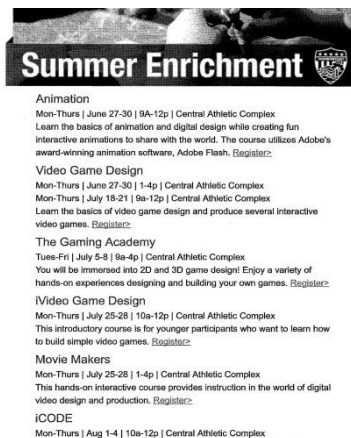 Summer Enrichment
Animation
Mon-Thurs | June 27-30 | 9A-12p | Central Athletic Complex
Learn the basics of animation and digital design while creating fun
interactive animations to share with the world. The course utilizes Adobe's
award-winning animation software, Adobe Flash. Register>
Video Game Design
Mon-Thurs | June 27-30 | 1-4p | Central Athletic Complex
Mon-Thurs | July 18-21 | 9a-12p | Central Athletic Complex
Learn the basics of video game design and produce several interactive
video games. Register>
The Gaming Academy
Tues-Fri | July 5-8 | 9a-4p | Central Athletic Complex
You will be immersed into 2D and 3D game design! Enjoy a variety of
hands-on experiences designing and building your own games. Register>
iVideo Game Design
Mon-Thurs | July 25-28 | 10a-12p | Central Athletic Complex
This introductory course is for younger participants who want to learn how
to build simple video games. Register>
Movie Makers
Mon-Thurs | July 25-28 | 1-4p | Central Athletic Complex
This hands-on interactive course provides instruction in the world of digital
video design and production. Register>
iCODE
Mon-Thurs | Aug 1-4 | 10a-12p | Central Athletic Complex